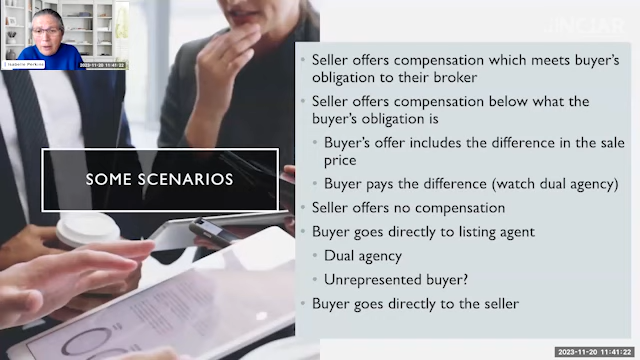 NCJAR
Isabelle Perkins
2023-11-20 11:41:22
SOME SCENARIOS
• Seller offers compensation which meets buyer's
obligation to their broker
• Seller offers compensation below what the
buyer's obligation is
• Buyer's offer includes the difference in the sale
price
• Buyer pays the difference (watch dual agency)
• Seller offers no compensation
• Buyer goes directly to listing agent
• Dual agency
• Unrepresented buyer?
• Buyer goes directly to the seller
2023-11-20 11:41:22